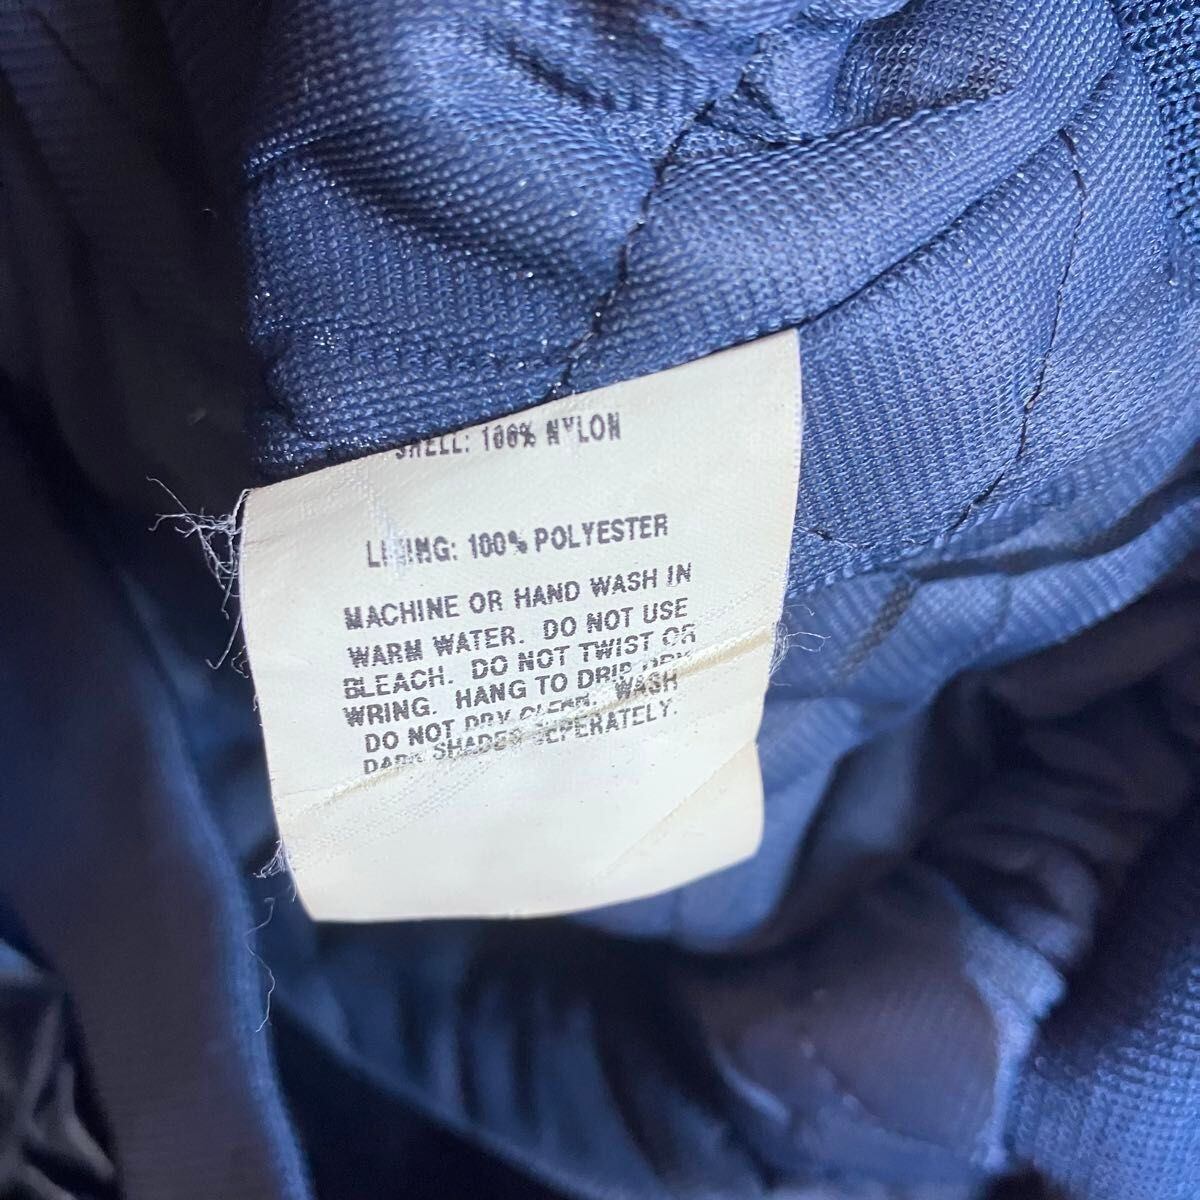 SHELL: 100% NYLON
LINING: 100% POLYESTER
MACHINE OR HAND WASH IN
WARM WATER. DO NOT USE
BLEACH. DO NOT TWIST OR
WRING. HANG TO DRIP DRY
DO NOT DRY CLEAN. WASH
DARK SHADES SEPERATELY.